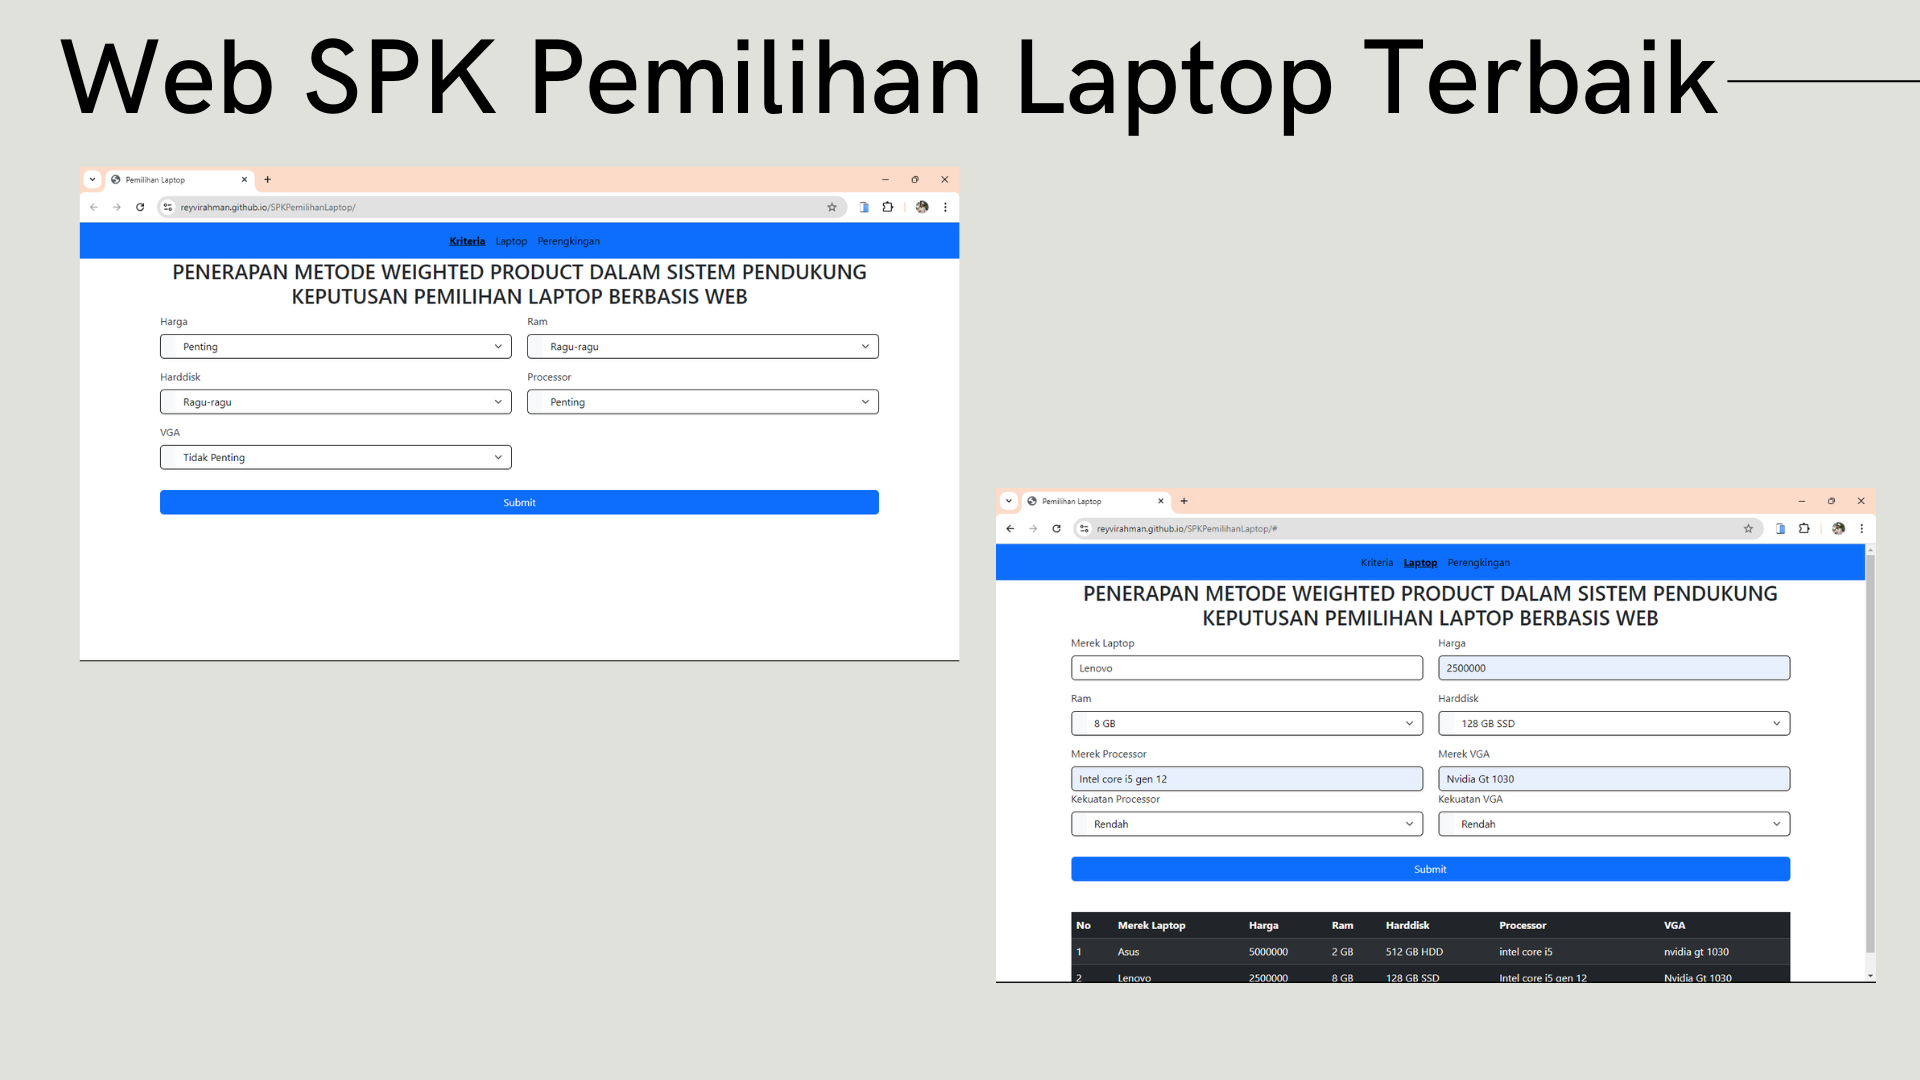 Web SPK Pemilihan Laptop Terbaik
Pemilihan Laptop
reyvirahman.github.io/SPKPemilihanLaptop/
Kriteria Laptop Perengkingan
PENERAPAN METODE WEIGHTED PRODUCT DALAM SISTEM PENDUKUNG
KEPUTUSAN PEMILIHAN LAPTOP BERBASIS WEB
Harga Ram
Penting Ragu-ragu
Harddisk Processor
Ragu-ragu Penting
VGA
Tidak Penting
Submit
Pemilihan Laptop
reyvirahman.github.io/SPKPemilihanLaptop/#
Kriteria Laptop Perengkingan
PENERAPAN METODE WEIGHTED PRODUCT DALAM SISTEM PENDUKUNG
KEPUTUSAN PEMILIHAN LAPTOP BERBASIS WEB
Merek Laptop Harga
Lenovo 2500000
Ram Harddisk
8 GB 128 GB SSD
Merek Processor Merek VGA
Intel core i5 gen 12 Nvidia Gt 1030
Kekuatan Processor Kekuatan VGA
Rendah Rendah
Submit
No Merek Laptop Harga Ram Harddisk Processor VGA
1 Asus 5000000 2 GB 512 GB HDD intel core i5 nvidia gt 1030
2 Lenovo 2500000 8 GB 128 GB SSD Intel core i5 gen 12 Nvidia Gt 1030